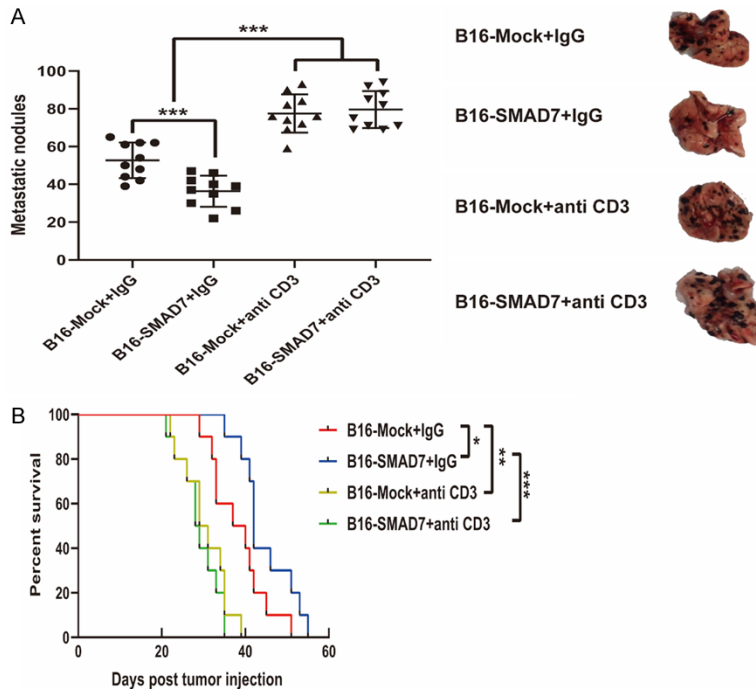 A
***
***
Metastatic nodules
100
80
60
40
20
0
B16-Mock+IgG
B16-SMAD7+IgG
B16-Mock+anti CD3
B16-SMAD7+anti CD3
B16-Mock+IgG
B16-SMAD7+IgG
B16-Mock+anti CD3
B16-SMAD7+anti CD3
B
Percent survival
100
80
60
40
20
0
0 20 40 60
Days post tumor injection
B16-Mock+IgG
B16-SMAD7+IgG
B16-Mock+anti CD3
B16-SMAD7+anti CD3
*
**
***